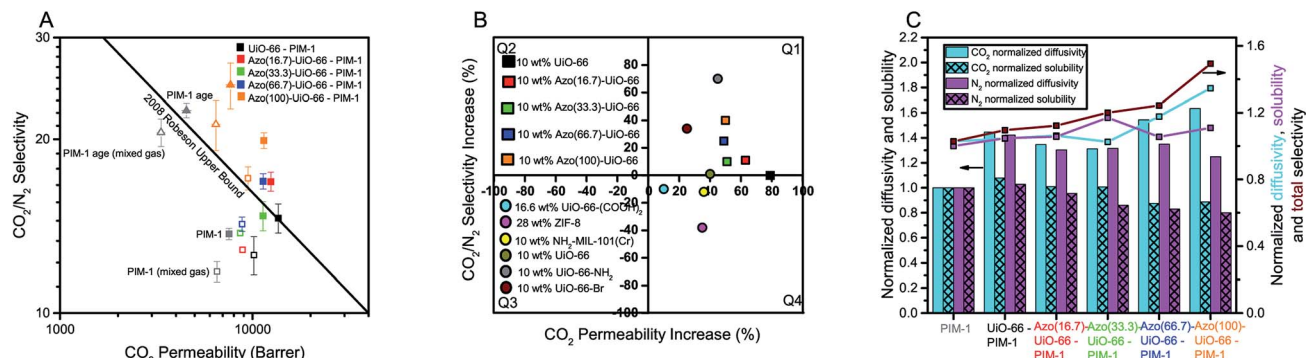 A
CO₂/N₂ Selectivity
30
20
10
1000
10000
CO₂ Permeability (Barrer)
UiO-66 - PIM-1
Azo(16.7)-UiO-66 - PIM-1
Azo(33.3)-UiO-66 - PIM-1
Azo(66.7)-UiO-66 - PIM-1
Azo(100)-UiO-66 - PIM-1
PIM-1 age
2008 Robeson Upper Bound
PIM-1 age (mixed gas)
PIM-1
PIM-1 (mixed gas)
B
CO₂/N₂ Selectivity Increase (%)
Q2
Q1
10 wt% UiO-66
10 wt% Azo(16.7)-UiO-66
10 wt% Azo(33.3)-UiO-66
10 wt% Azo(66.7)-UiO-66
10 wt% Azo(100)-UiO-66
80
60
40
20
-100 -80 -60 -40 -20 0 20 40 60 80 100
-20
-40
-60
-80
-100
16.6 wt% UiO-66-(COOH)₂
28 wt% ZIF-8
10 wt% NH₂-MIL-101(Cr)
10 wt% UiO-66
10 wt% UiO-66-NH₂
10 wt% UiO-66-Br
Q3
Q4
CO₂ Permeability Increase (%)
C
Normalized diffusivity and solubility
2.2
2.0
1.8
1.6
1.4
1.2
1.0
0.8
0.6
0.4
0.2
0.0
CO₂ normalized diffusivity
CO₂ normalized solubility
N₂ normalized diffusivity
N₂ normalized solubility
1.6
1.2
0.8
0.4
0.0
Normalized diffusivity, solubility
and total selectivity
PIM-1
UiO-66 -
PIM-1
Azo(16.7)-
UiO-66 -
PIM-1
Azo(33.3)-
UiO-66 -
PIM-1
Azo(66.7)-
UiO-66 -
PIM-1
Azo(100)-
UiO-66 -
PIM-1